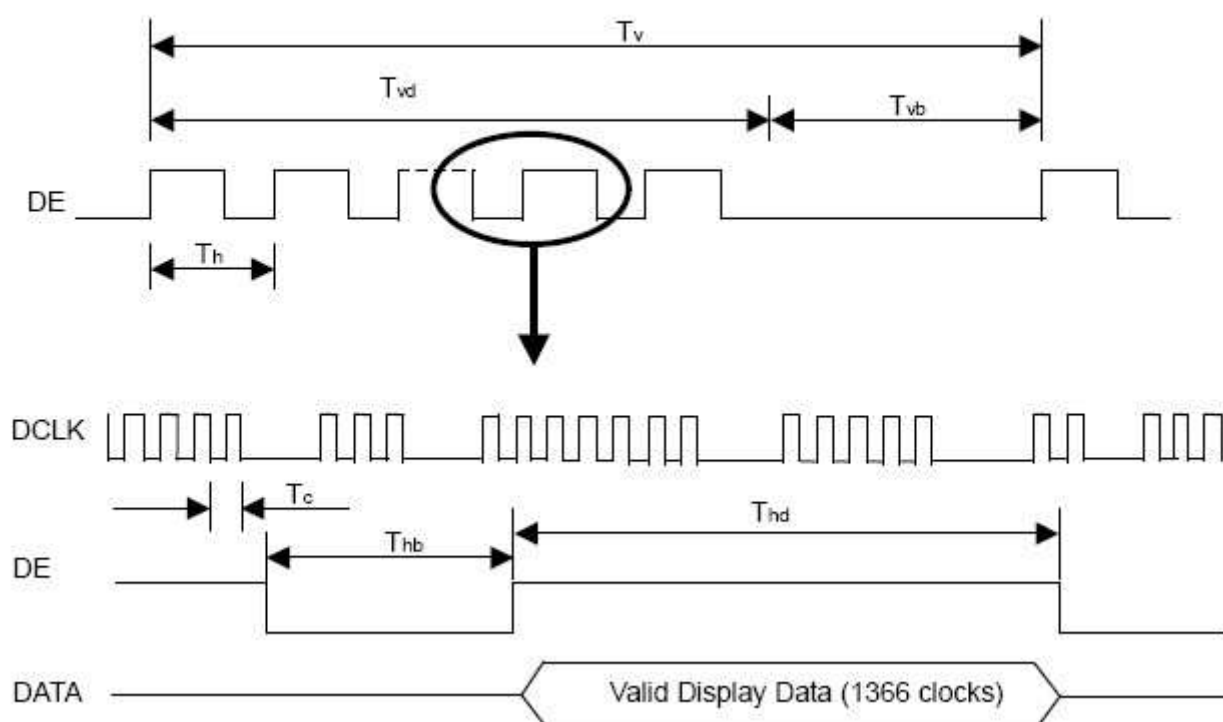 Tv
Tvd
Tvb
DE
Th
DCLK
Tc
Thd
Thb
DE
DATA
Valid Display Data (1366 clocks)